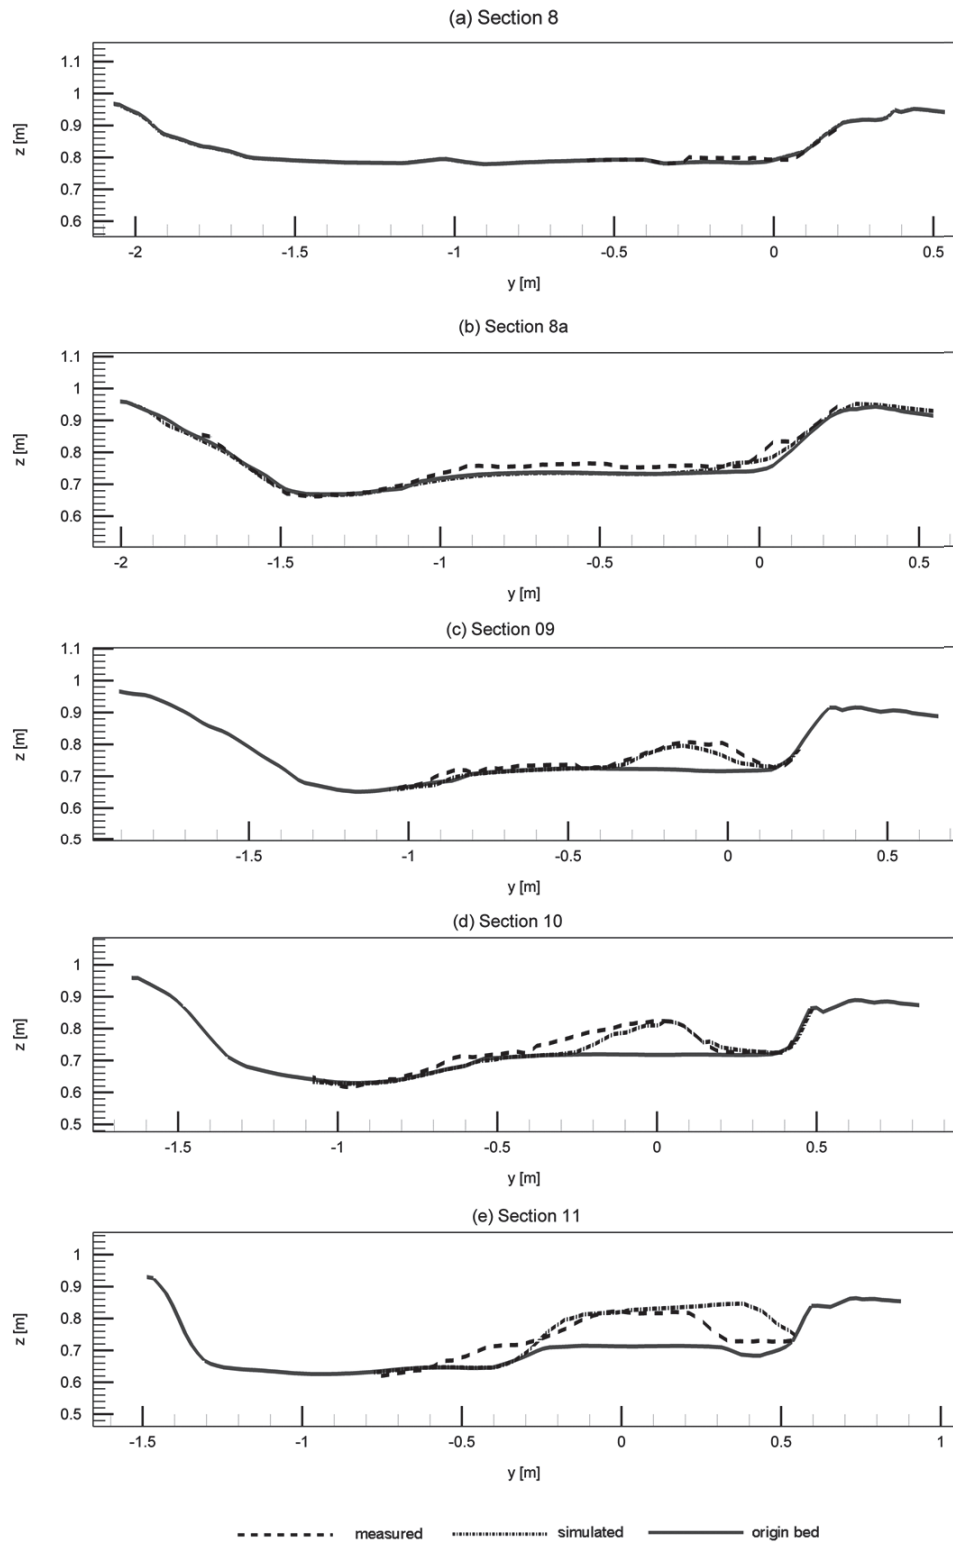 (a) Section 8
1.1
1
0.9
0.8
0.7
0.6
z [m]
-2 -1.5 -1 -0.5 0 0.5
y [m]
(b) Section 8a
1.1
1
0.9
0.8
0.7
0.6
z [m]
-2 -1.5 -1 -0.5 0 0.5
y [m]
(c) Section 09
1.1
1
0.9
0.8
0.7
0.6
0.5
z [m]
-1.5 -1 -0.5 0 0.5
y [m]
(d) Section 10
1
0.9
0.8
0.7
0.6
0.5
z [m]
-1.5 -1 -0.5 0 0.5
y [m]
(e) Section 11
1
0.9
0.8
0.7
0.6
0.5
z [m]
-1.5 -1 -0.5 0 0.5 1
y [m]
measured simulated origin bed